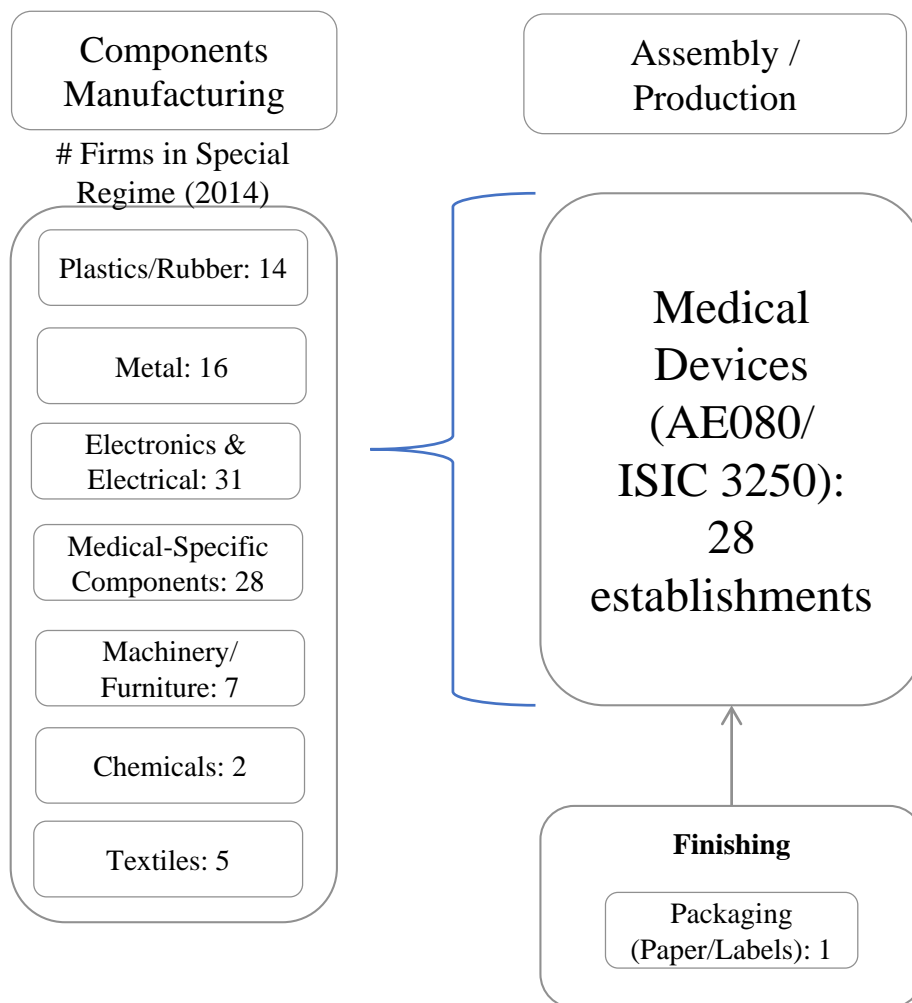 Components
Manufacturing
# Firms in Special
Regime (2014)
Plastics/Rubber: 14
Metal: 16
Electronics &
Electrical: 31
Medical-Specific
Components: 28
Machinery/
Furniture: 7
Chemicals: 2
Textiles: 5
Assembly /
Production
Medical
Devices
(AE080/
ISIC 3250):
28
establishments
Finishing
Packaging
(Paper/Labels): 1